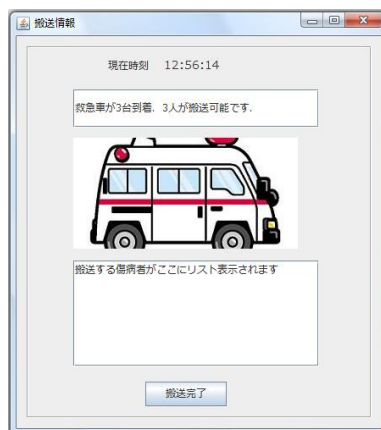 搬送情報
現在時刻 12:56:14
救急車が3台到着．3人が搬送可能です．
搬送する傷病者がここにリスト表示されます
搬送完了